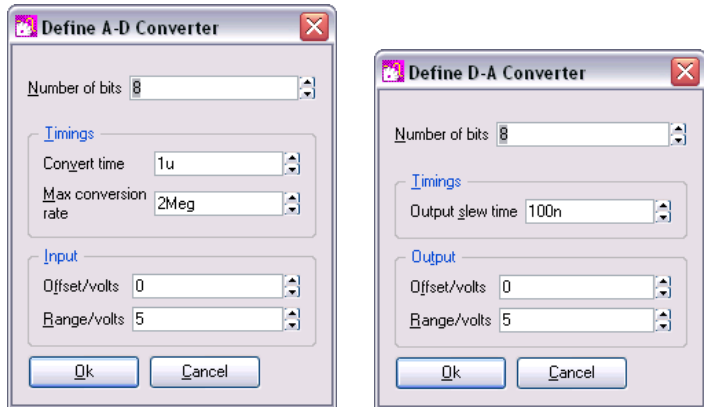 Define A-D Converter
Number of bits 8
Timings
Convert time 1u
Max conversion
rate 2Meg
Input
Offset/volts 0
Range/volts 5
Ok Cancel
Define D-A Converter
Number of bits 8
Timings
Output slew time 100n
Output
Offset/volts 0
Range/volts 5
Ok Cancel